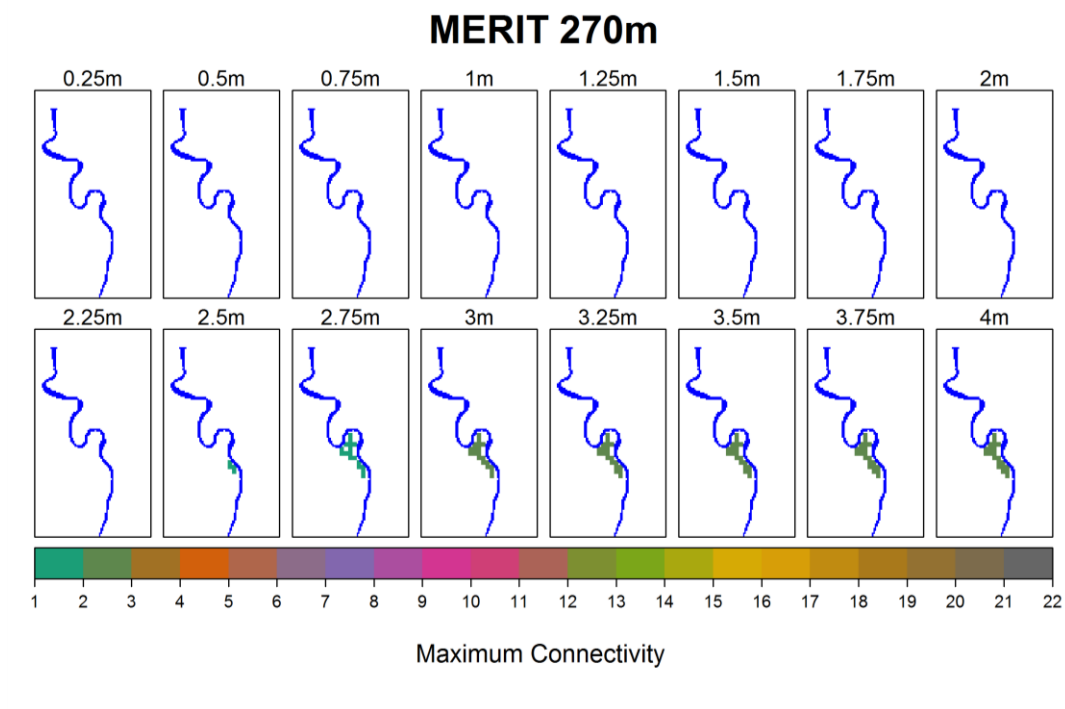 MERIT 270m
0.25m 0.5m 0.75m 1m 1.25m 1.5m 1.75m 2m
2.25m 2.5m 2.75m 3m 3.25m 3.5m 3.75m 4m
1 2 3 4 5 6 7 8 9 10 11 12 13 14 15 16 17 18 19 20 21 22
Maximum Connectivity